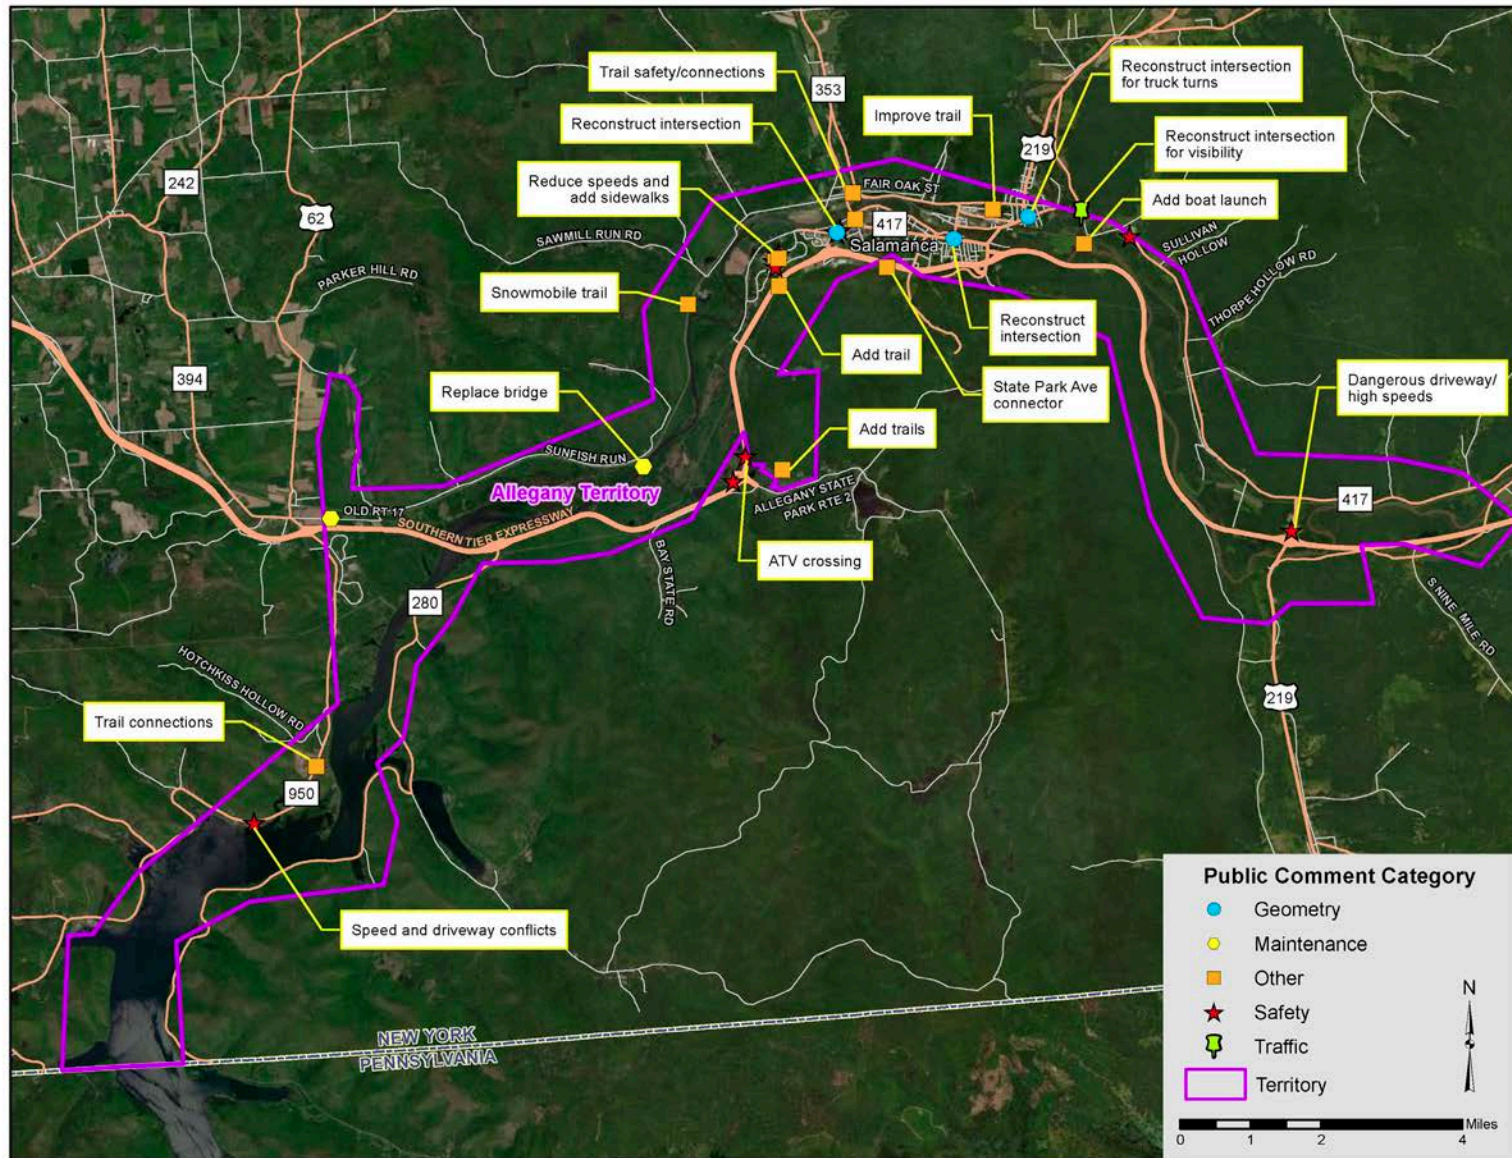 Trail safety/connections
353
Reconstruct intersection
for truck turns
Reconstruct intersection
Improve trail
219
Reconstruct intersection
for visibility
242
62
Reduce speeds and
add sidewalks
FAIR OAK ST
Add boat launch
417
Salamanca
SAWMILL RUN RD
SULLIVAN
HOLLOW
THORPE HOLLOW RD
PARKER HILL RD
Snowmobile trail
Reconstruct
intersection
Add trail
394
Replace bridge
State Park Ave
connector
Dangerous driveway/
high speeds
Add trails
SUNFISH RUN
Allegany Territory
ALLEGANY STATE
PARK RTE 2
417
OLD RT 17
SOUTHERN TIER EXPRESSWAY
BAY STATE RD
ATV crossing
280
S NINE MILE RD
HOTCHKISS HOLLOW RD
219
Trail connections
950
Speed and driveway conflicts
NEW YORK
PENNSYLVANIA
Public Comment Category
Geometry
Maintenance
Other
Safety
Traffic
Territory
N
Miles
0 1 2 4